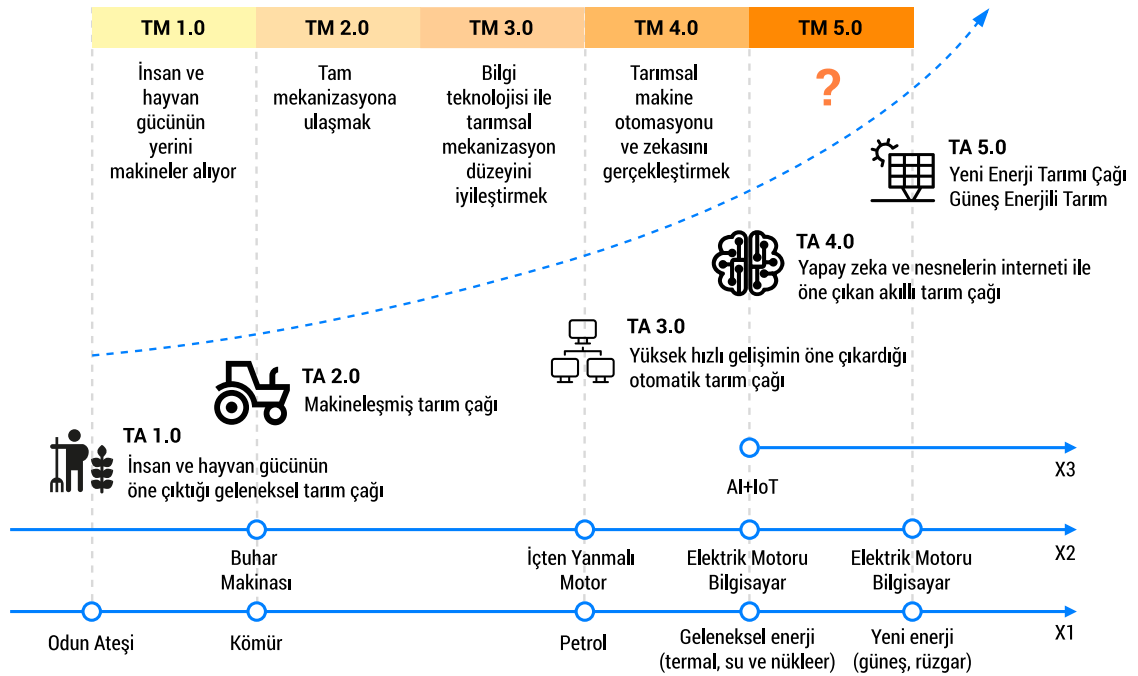 TM 1.0
TM 2.0
TM 3.0
TM 4.0
TM 5.0
İnsan ve
hayvan
gücünün
yerini
makineler alıyor
Tam
mekanizasyona
ulaşmak
Bilgi
teknolojisi ile
tarımsal
mekanizasyon
düzeyini
iyileştirmek
Tarımsal
makine
otomasyonu
ve zekasını
gerçekleştirmek
?
TA 5.0
Yeni Enerji Tarımı Çağı
Güneş Enerjili Tarım
TA 4.0
Yapay zeka ve nesnelerin interneti ile
öne çıkan akıllı tarım çağı
TA 3.0
Yüksek hızlı gelişimin öne çıkardığı
otomatik tarım çağı
TA 2.0
Makineleşmiş tarım çağı
TA 1.0
İnsan ve hayvan gücünün
öne çıktığı geleneksel tarım çağı
X3
AI+IoT
X2
Buhar
Makinası
İçten Yanmalı
Motor
Elektrik Motoru
Bilgisayar
Elektrik Motoru
Bilgisayar
X1
Odun Ateşi
Kömür
Petrol
Geleneksel enerji
(termal, su ve nükleer)
Yeni enerji
(güneş, rüzgar)